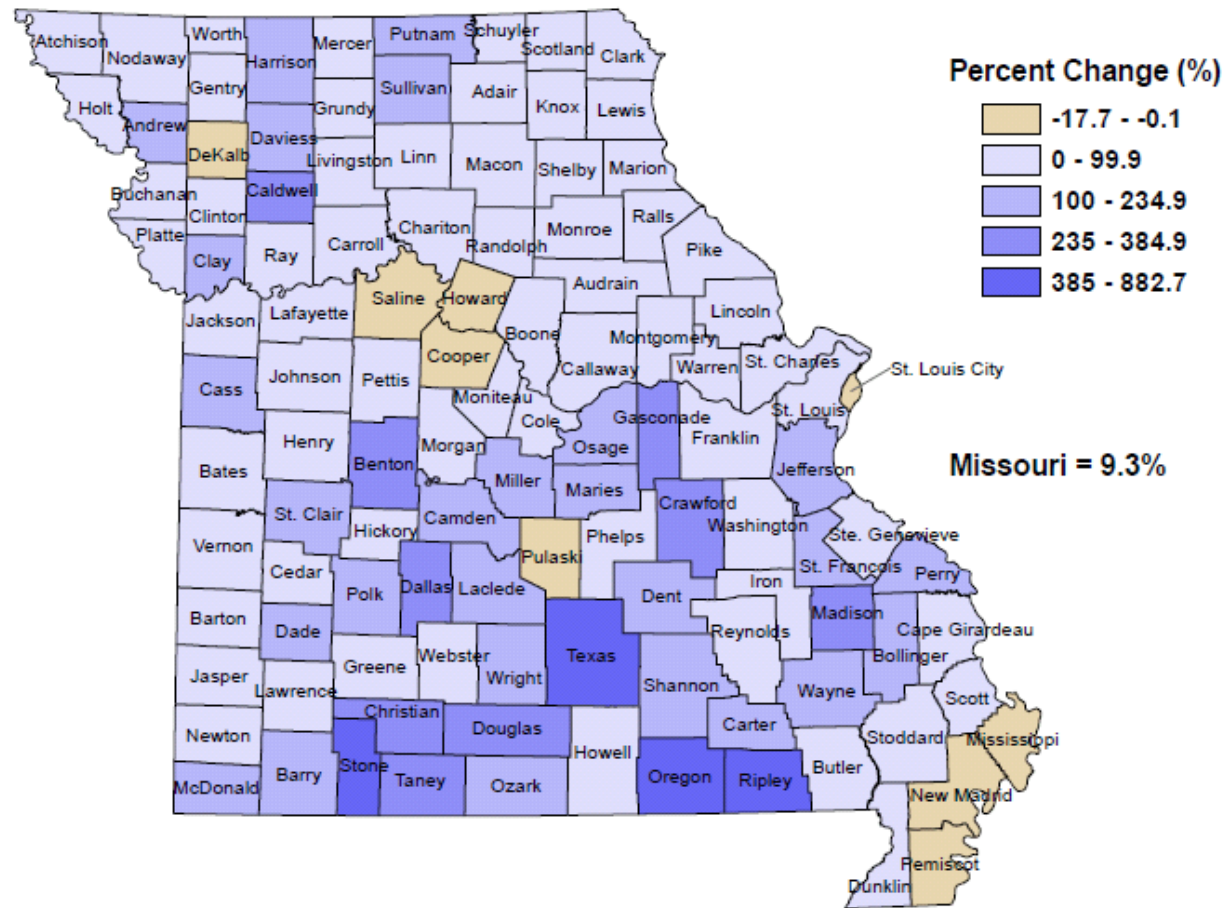 Atchison
Nodaway
Worth
Harrison
Mercer
Putnam
Schuyler
Scotland
Clark
Gentry
Holt
Andrew
DeKalb
Daviess
Grundy
Sullivan
Adair
Knox
Lewis
Buchanan
Clinton
Caldwell
Livingston
Linn
Macon
Shelby
Marion
Platte
Clay
Ray
Carroll
Chariton
Randolph
Monroe
Ralls
Pike
Jackson
Lafayette
Saline
Howard
Boone
Audrain
Callaway
Montgomery
Lincoln
Warren
St. Charles
St. Louis
St. Louis City
Cass
Johnson
Pettis
Cooper
Moniteau
Cole
Osage
Gasconade
Franklin
Jefferson
Bates
Henry
Benton
Morgan
Miller
Maries
Crawford
Washington
Ste. Genevieve
St. François
Perry
Vernon
St. Clair
Hickory
Camden
Pulaski
Phelps
Dent
Iron
Madison
Cape Girardeau
Bollinger
Barton
Cedar
Polk
Dallas
Laclede
Texas
Reynolds
Wayne
Scott
Dade
Jasper
Lawrence
Greene
Webster
Wright
Shannon
Carter
Stoddard
Mississippi
Newton
Christian
Douglas
Howell
Butler
New Madrid
McDonald
Barry
Stone
Taney
Ozark
Oregon
Ripley
Dunklin
Pemiscot
Percent Change (%)
-17.7 - -0.1
0 - 99.9
100 - 234.9
235 - 384.9
385 - 882.7
Missouri = 9.3%